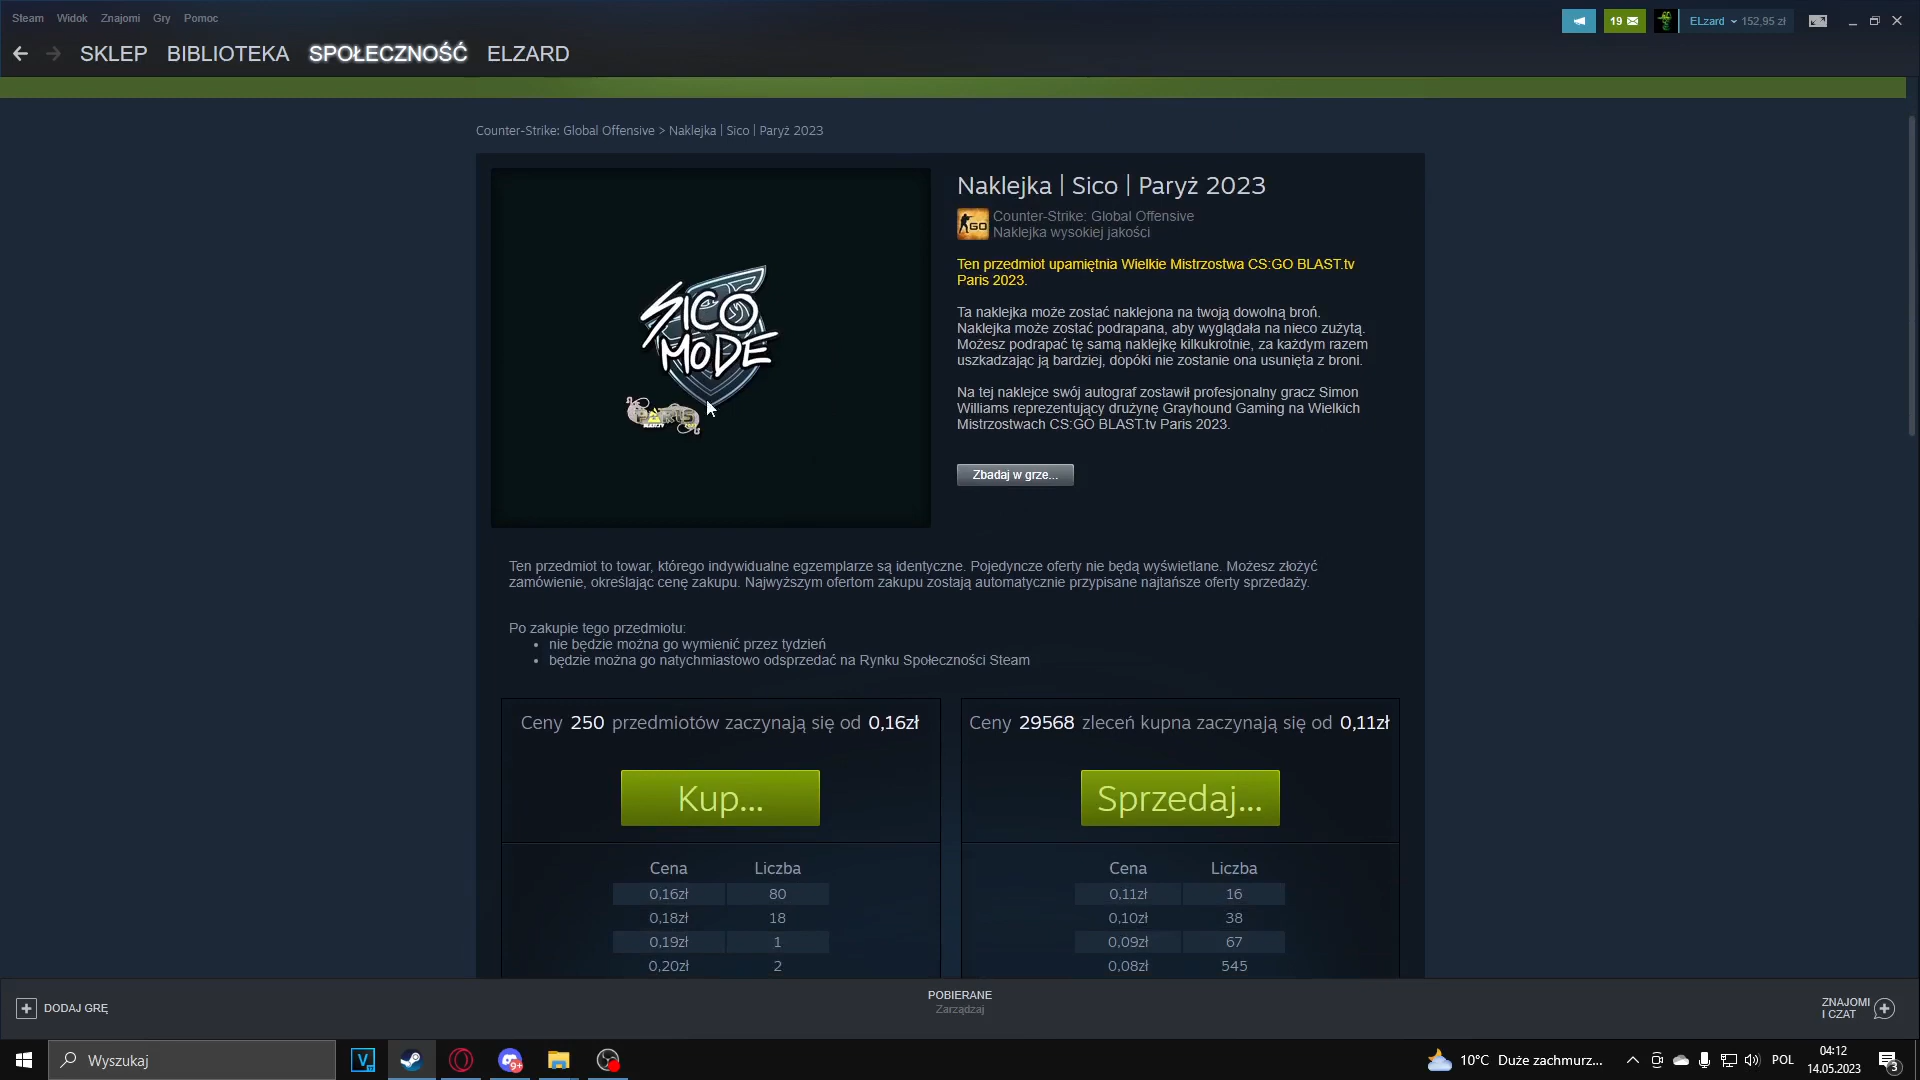 Steam Widok Znajomi Gry Pomoc
19
ELzard 152,95 zł
SKLEP BIBLIOTEKA SPOŁECZNOŚĆ ELZARD
Counter-Strike: Global Offensive > Naklejka | Sico | Paryż 2023
SICO
MODE
PARIS
Naklejka | Sico | Paryż 2023
GO
Counter-Strike: Global Offensive
Naklejka wysokiej jakości
Ten przedmiot upamiętnia Wielkie Mistrzostwa CS:GO BLAST.tv
Paris 2023.
Ta naklejka może zostać naklejona na twoją dowolną broń.
Naklejka może zostać podrapana, aby wyglądała na nieco zużytą.
Możesz podrapać tę samą naklejkę kilkukrotnie, za każdym razem
uszkadzając ją bardziej, dopóki nie zostanie ona usunięta z broni.
Na tej naklejce swój autograf zostawił profesjonalny gracz Simon
Williams reprezentujący drużynę Grayhound Gaming na Wielkich
Mistrzostwach CS:GO BLAST.tv Paris 2023.
Zbadaj w grze...
Ten przedmiot to towar, którego indywidualne egzemplarze są identyczne. Pojedyncze oferty nie będą wyświetlane. Możesz złożyć
zamówienie, określając cenę zakupu. Najwyższym ofertom zakupu zostają automatycznie przypisane najtańsze oferty sprzedaży.
Po zakupie tego przedmiotu:
• nie będzie można go wymienić przez tydzień
• będzie można go natychmiastowo odsprzedać na Rynku Społeczności Steam
Ceny 250 przedmiotów zaczynają się od 0,16zł
Kup...
Cena Liczba
0,16zł 80
0,18zł 18
0,19zł 1
0,20zł 2
Ceny 29568 zleceń kupna zaczynają się od 0,11zł
Sprzedaj...
Cena Liczba
0,11zł 16
0,10zł 38
0,09zł 67
0,08zł 545
DODAJ GRĘ
POBIERANE
Zarządzaj
ZNAJOMI
I CZAT
Wyszukaj
V
9+
10°C Duże zachmurz...
POL
04:12
14.05.2023
3